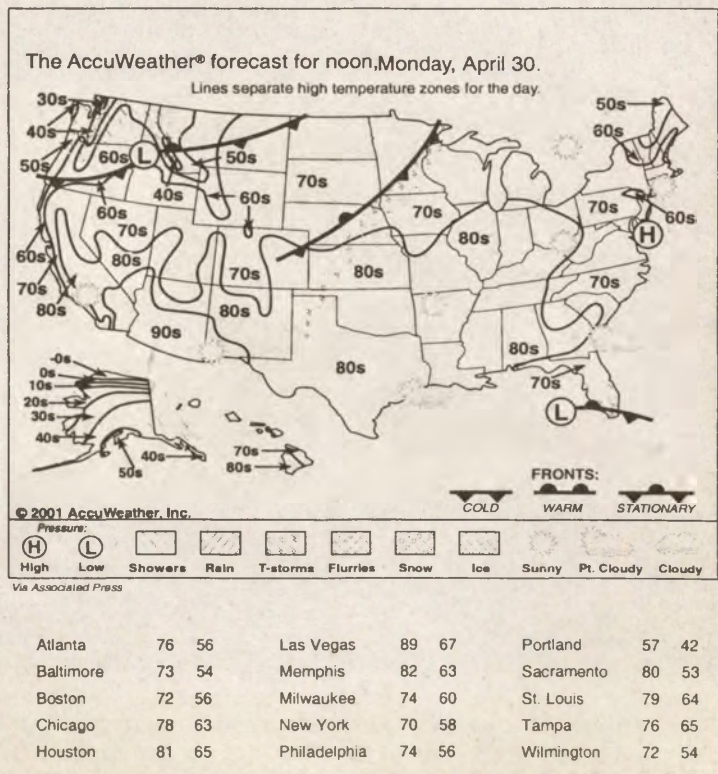 The AccuWeather® forecast for noon,Monday, April 30.
Lines separate high temperature zones for the day.
30s
40s
50s
60s
L
50s
40s
60s
60s
70s
80s
60s
70s
80s
70s
80s
90s
70s
70s
80s
80s
80s
80s
70s
70s
70s
50s
60s
60s
H
L
-0s
0s
10s
20s
30s
40s
50s
40s
70s
80s
FRONTS:
COLD WARM STATIONARY
© 2001 AccuWeather, Inc.
Pressure:
H L
High Low Showers Rain T-storms Flurries Snow Ice Sunny Pt. Cloudy Cloudy
Via Associated Press
Atlanta 76 56 Las Vegas 89 67 Portland 57 42
Baltimore 73 54 Memphis 82 63 Sacramento 80 53
Boston 72 56 Milwaukee 74 60 St. Louis 79 64
Chicago 78 63 New York 70 58 Tampa 76 65
Houston 81 65 Philadelphia 74 56 Wilmington 72 54